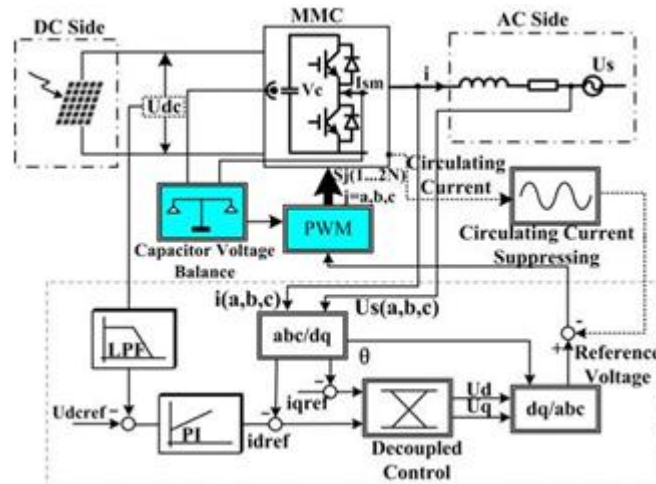 DC Side
MMC
AC Side
Udc
Vc
Ism
i
Us
Sj(1...2N)
j=a,b,c
Circulating
Current
PWM
Capacitor Voltage
Balance
Circulating Current
Suppressing
i(a,b,c)
Us(a,b,c)
LPF
abc/dq
θ
-
+
Reference
Voltage
Udcref
-
PI
-
idref
iqref
-
Decoupled
Control
Ud
Uq
dq/abc